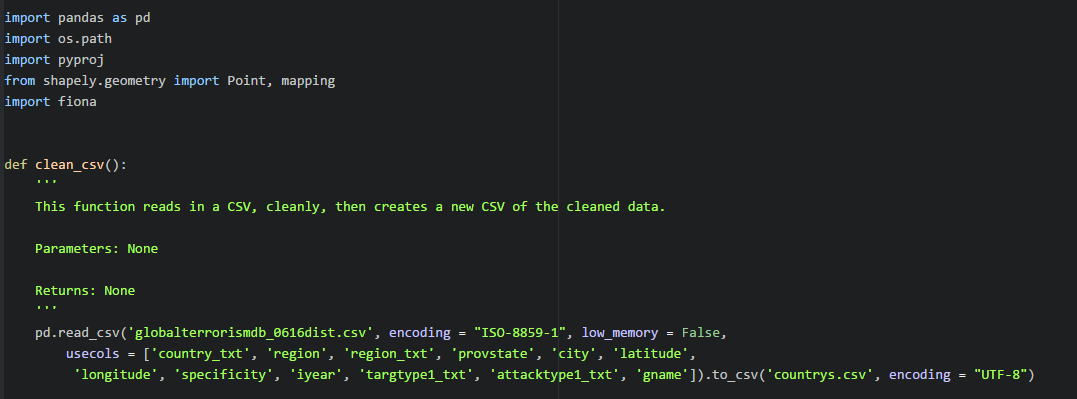 import pandas as pd
import os.path
import pyproj
from shapely.geometry import Point, mapping
import fiona
def clean_csv():
'''
This function reads in a CSV, cleanly, then creates a new CSV of the cleaned data.
Parameters: None
Returns: None
'''
pd.read_csv('globalterrorismdb_0616dist.csv', encoding = "ISO-8859-1", low_memory = False,
usecols = ['country_txt', 'region', 'region_txt', 'provstate', 'city', 'latitude',
'longitude', 'specificity', 'iyear', 'targtype1_txt', 'attacktype1_txt', 'gname']).to_csv('countrys.csv', encoding = "UTF-8")